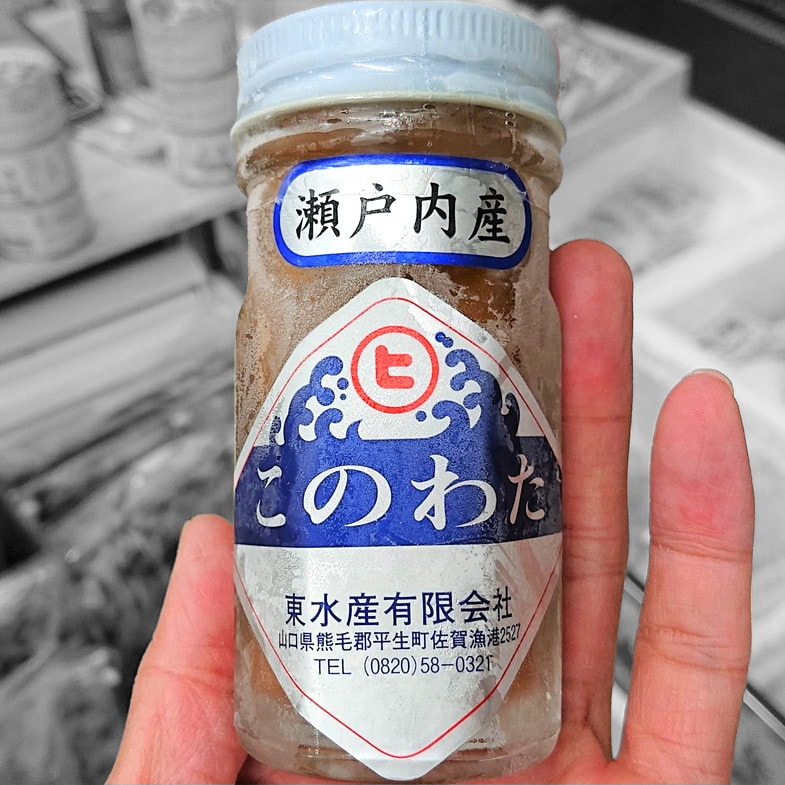 瀬戸内産
ヒ
このわた
東水産有限会社
山口県熊毛郡平生町佐賀漁港2527
TEL (0820)58-0321